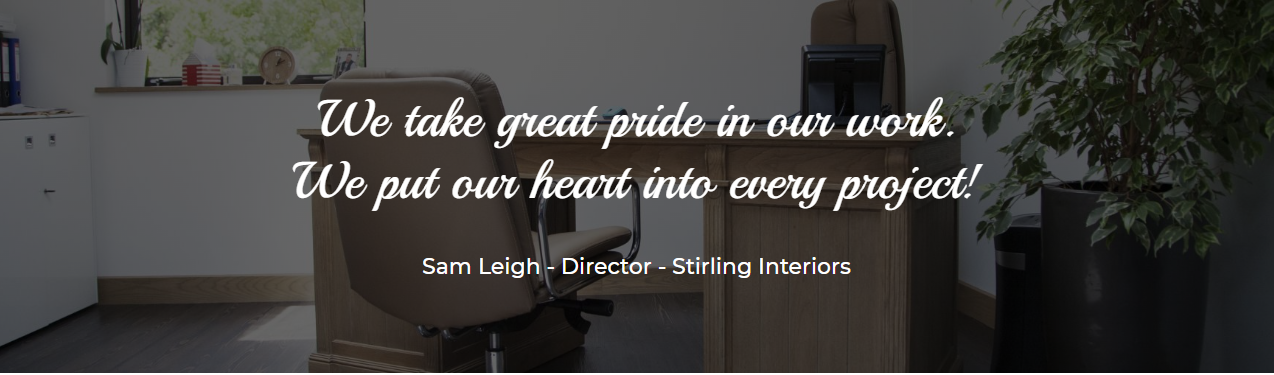 We take great pride in our work.
We put our heart into every project!
Sam Leigh - Director - Stirling Interiors